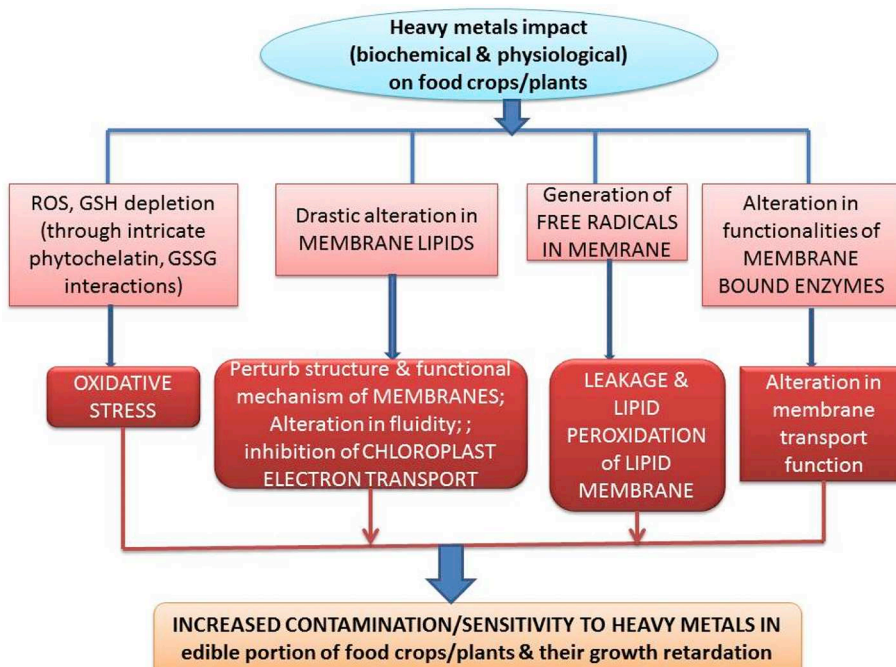 Heavy metals impact
(biochemical & physiological)
on food crops/plants
ROS, GSH depletion
(through intricate
phytochelatin, GSSG
interactions)
Drastic alteration in
MEMBRANE LIPIDS
Generation of
FREE RADICALS
IN MEMRANE
Alteration in
functionalities of
MEMBRANE
BOUND ENZYMES
OXIDATIVE
STRESS
Perturb structure & functional
mechanism of MEMBRANES;
Alteration in fluidity; ;
inhibition of CHLOROPLAST
ELECTRON TRANSPORT
LEAKAGE &
LIPID
PEROXIDATION
of LIPID
MEMBRANE
Alteration in
membrane
transport
function
INCREASED CONTAMINATION/SENSITIVITY TO HEAVY METALS IN
edible portion of food crops/plants & their growth retardation